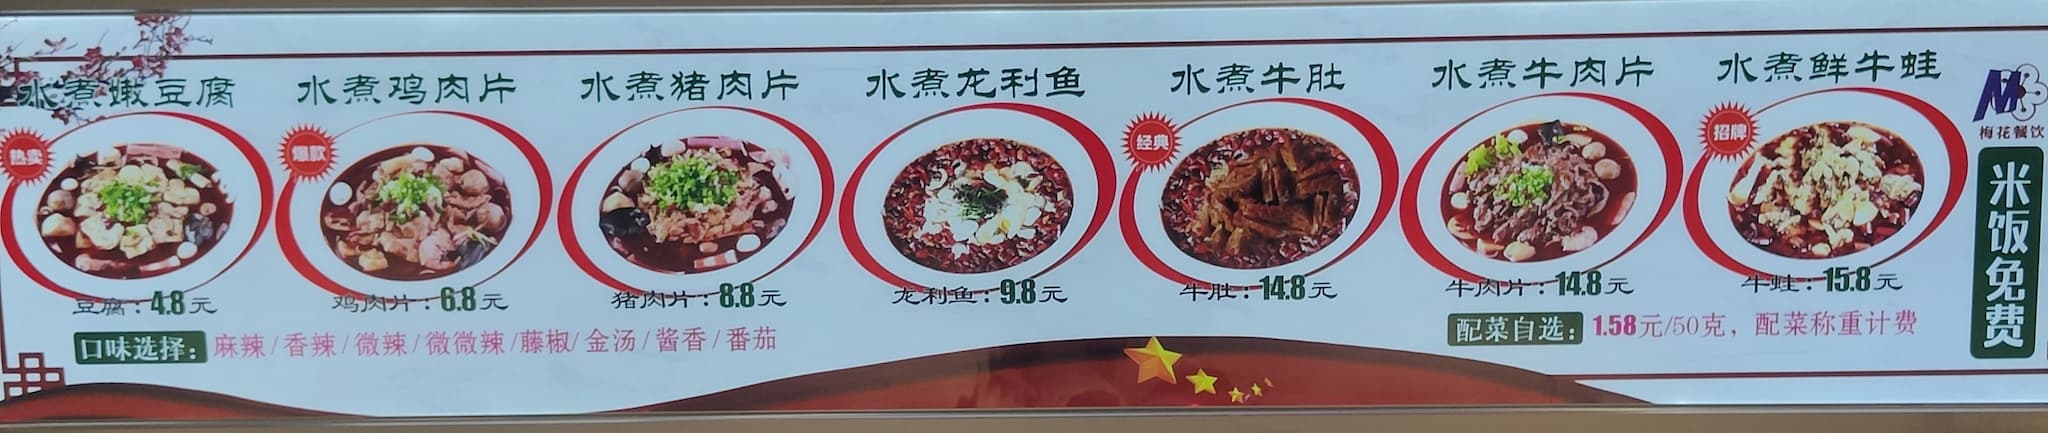 水煮嫩豆腐
热卖
豆腐：4.8元
水煮鸡肉片
爆款
鸡肉片：6.8元
水煮猪肉片
猪肉片：8.8元
水煮龙利鱼
龙利鱼：9.8元
水煮牛肚
经典
牛肚：14.8元
水煮牛肉片
牛肉片：14.8元
水煮鲜牛蛙
招牌
牛蛙：15.8元
梅花餐饮
米饭免费
口味选择：麻辣/香辣/微辣/微微辣/藤椒/金汤/酱香/番茄
配菜自选：1.58元/50克，配菜称重计费